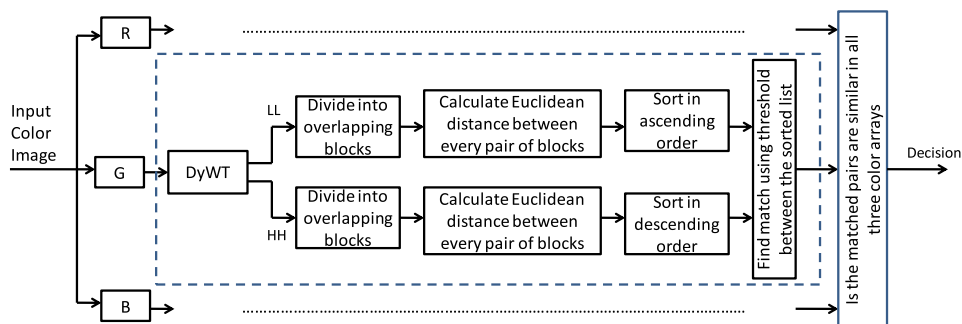 R
Input
Color
Image
G
B
DyWT
LL
HH
Divide into
overlapping
blocks
Calculate Euclidean
distance between
every pair of blocks
Sort in
ascending
order
Divide into
overlapping
blocks
Calculate Euclidean
distance between
every pair of blocks
Sort in
descending
order
Find match using threshold
between the sorted list
Is the matched pairs are similar in all
three color arrays
Decision